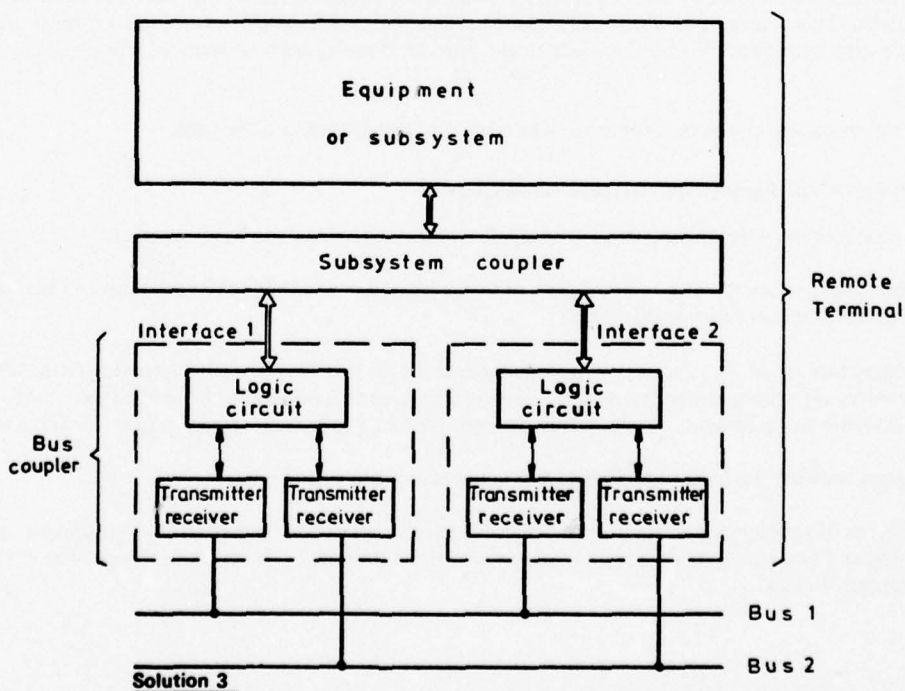 Equipment
or subsystem
Subsystem coupler
Remote
Terminal
Interface 1
Interface 2
Logic
circuit
Logic
circuit
Bus
coupler
Transmitter
receiver
Transmitter
receiver
Transmitter
receiver
Transmitter
receiver
Bus 1
Bus 2
Solution 3